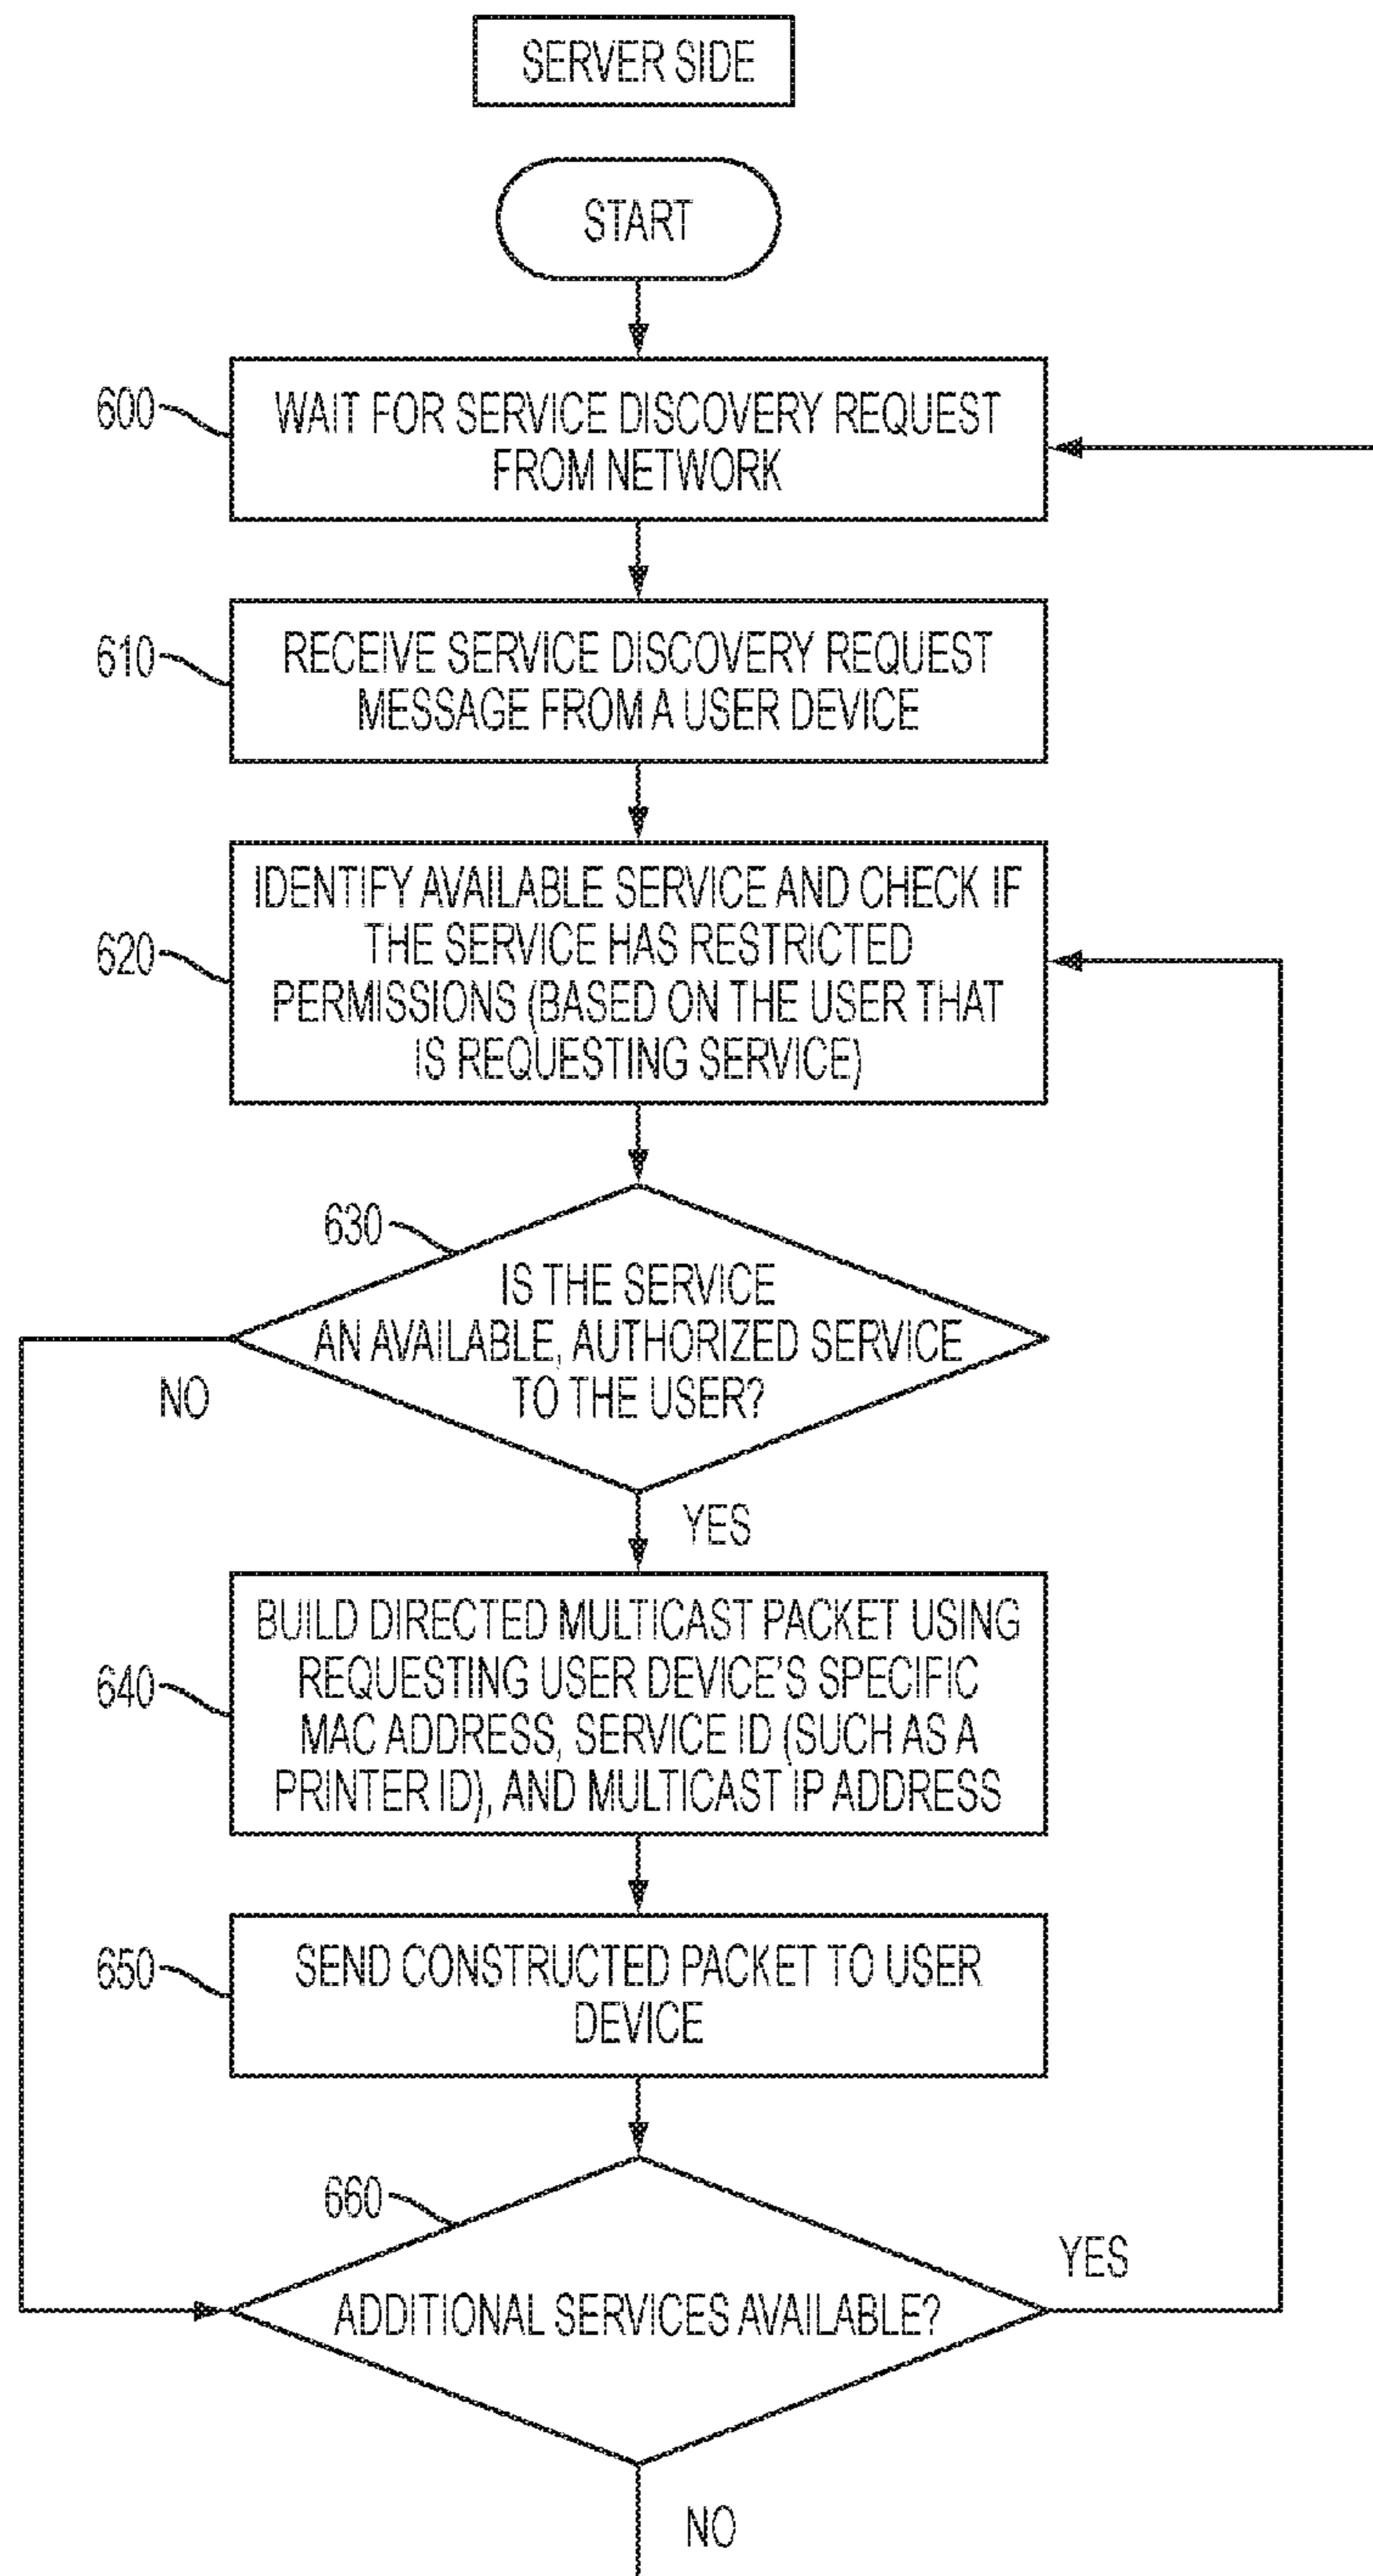 SERVER SIDE
START
600
WAIT FOR SERVICE DISCOVERY REQUEST
FROM NETWORK
610
RECEIVE SERVICE DISCOVERY REQUEST
MESSAGE FROM A USER DEVICE
620
IDENTIFY AVAILABLE SERVICE AND CHECK IF
THE SERVICE HAS RESTRICTED
PERMISSIONS (BASED ON THE USER THAT
IS REQUESTING SERVICE)
630
IS THE SERVICE
AN AVAILABLE, AUTHORIZED SERVICE
TO THE USER?
NO
YES
640
BUILD DIRECTED MULTICAST PACKET USING
REQUESTING USER DEVICE'S SPECIFIC
MAC ADDRESS, SERVICE ID (SUCH AS A
PRINTER ID), AND MULTICAST IP ADDRESS
650
SEND CONSTRUCTED PACKET TO USER
DEVICE
660
ADDITIONAL SERVICES AVAILABLE?
YES
NO